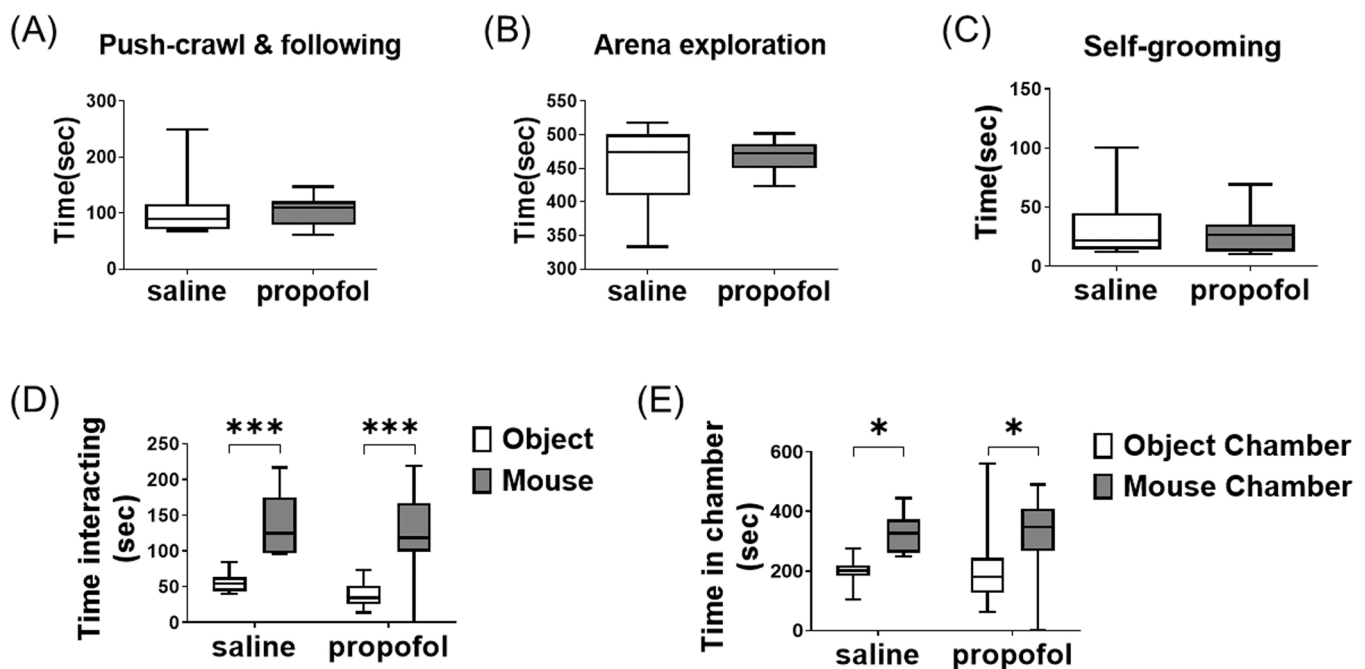 (A)
Push-crawl & following
Time(sec)
300
200
100
0
saline propofol
(B)
Arena exploration
Time(sec)
550
500
450
400
350
300
saline propofol
(C)
Self-grooming
Time(sec)
150
100
50
0
saline propofol
(D)
Time interacting
(sec)
250
200
150
100
50
0
*** ***
saline propofol
Object
Mouse
(E)
Time in chamber
(sec)
600
400
200
0
* *
saline propofol
Object Chamber
Mouse Chamber